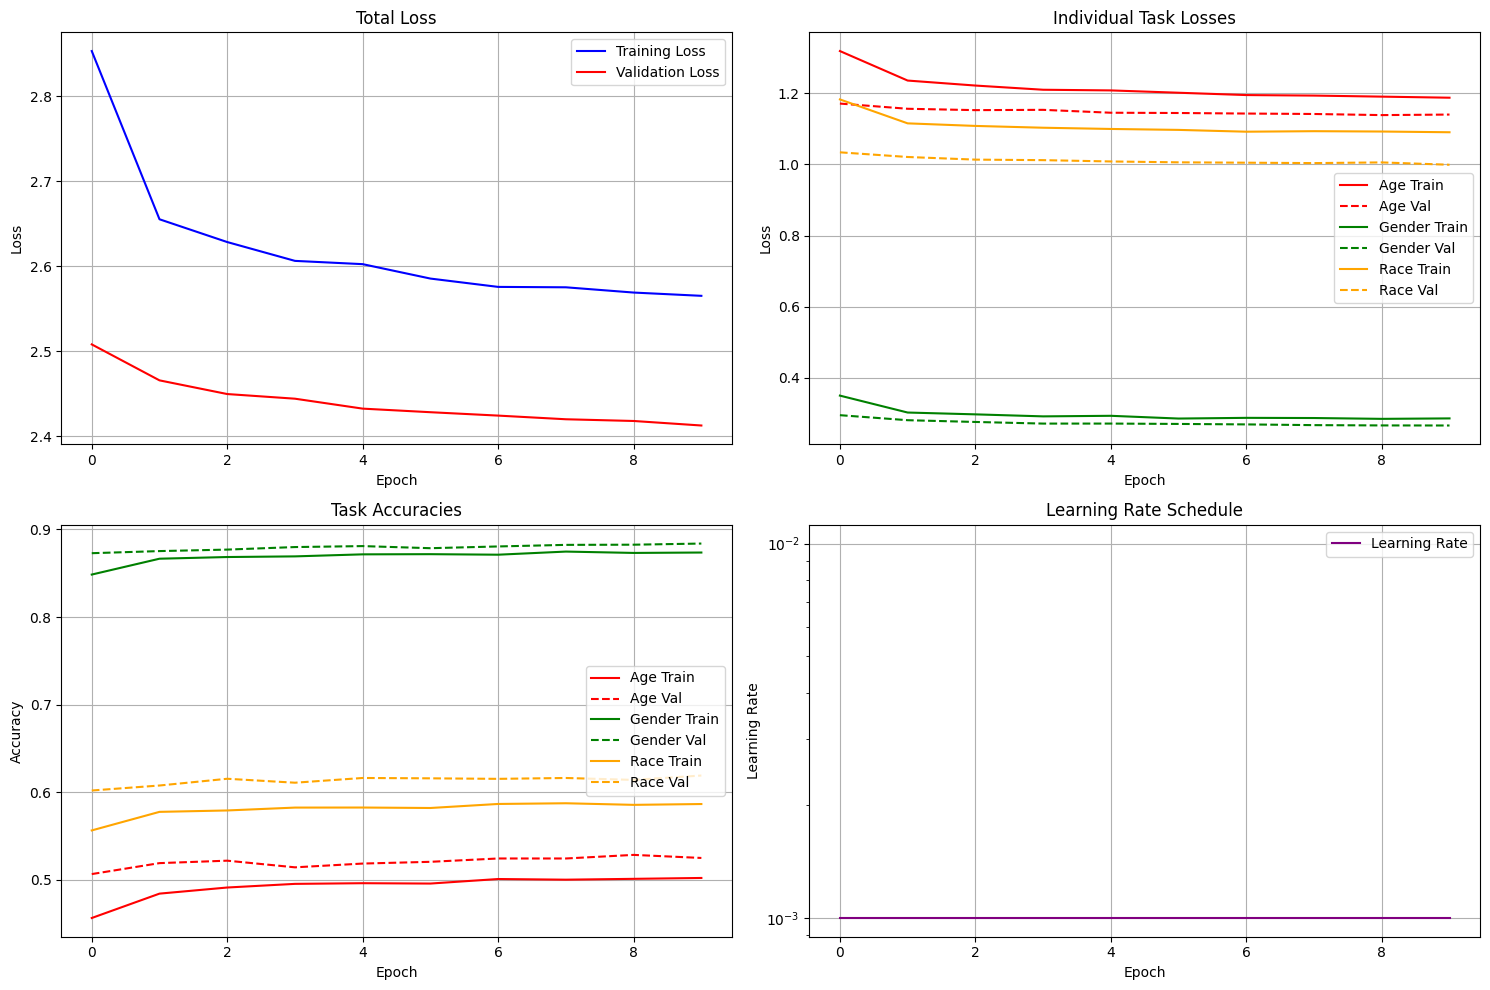 Total Loss
Loss
2.8
2.7
2.6
2.5
2.4
0 2 4 6 8
Epoch
Training Loss
Validation Loss
Individual Task Losses
Loss
1.2
1.0
0.8
0.6
0.4
0 2 4 6 8
Epoch
Age Train
Age Val
Gender Train
Gender Val
Race Train
Race Val
Task Accuracies
Accuracy
0.9
0.8
0.7
0.6
0.5
0 2 4 6 8
Epoch
Age Train
Age Val
Gender Train
Gender Val
Race Train
Race Val
Learning Rate Schedule
Learning Rate
10⁻²
10⁻³
0 2 4 6 8
Epoch
Learning Rate